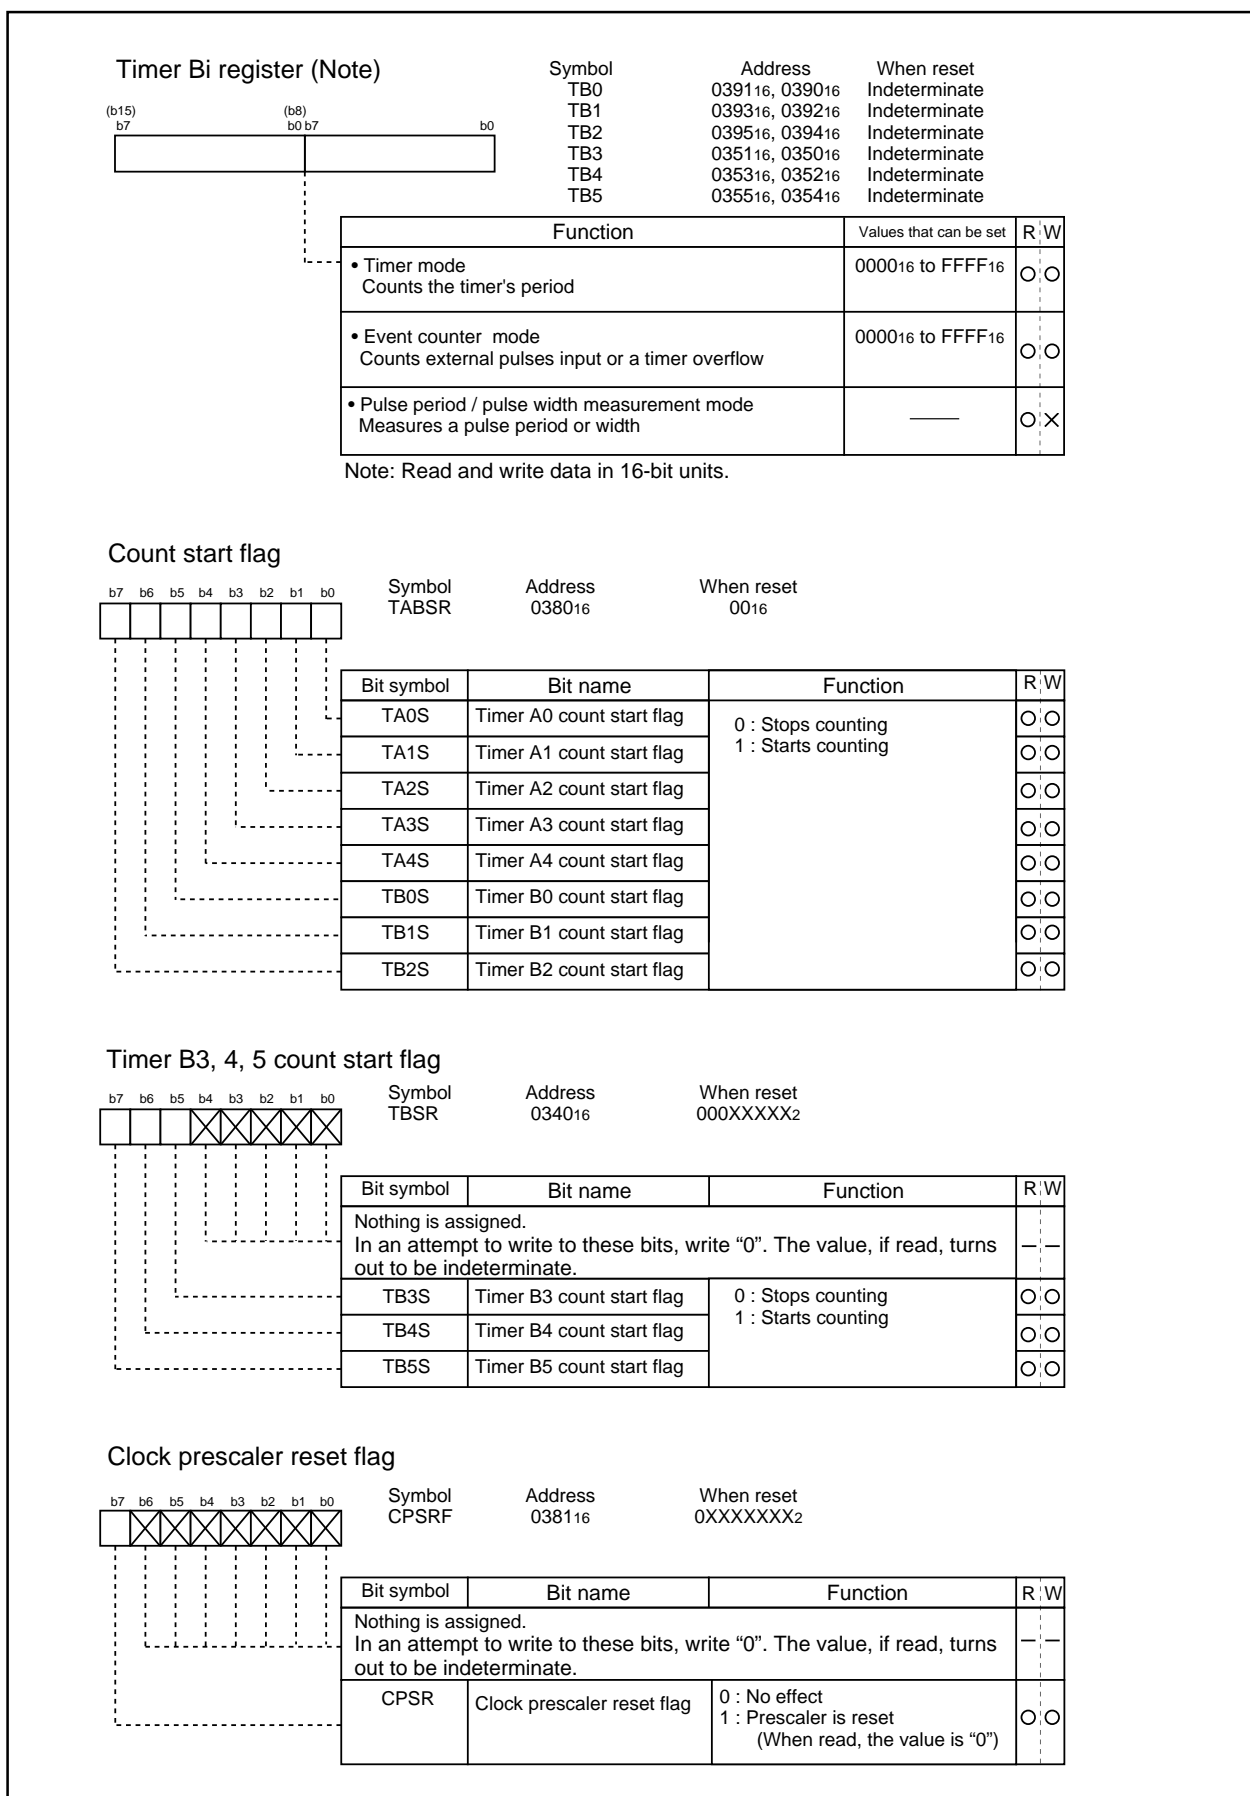 Timer Bi register (Note)
Symbol Address When reset
TB0 039116, 039016 Indeterminate
TB1 039316, 039216 Indeterminate
TB2 039516, 039416 Indeterminate
TB3 035116, 035016 Indeterminate
TB4 035316, 035216 Indeterminate
TB5 035516, 035416 Indeterminate
(b15) (b8)
b7 b0 b7 b0
Function Values that can be set R W
• Timer mode 000016 to FFFF16
Counts the timer's period
• Event counter mode 000016 to FFFF16
Counts external pulses input or a timer overflow
• Pulse period / pulse width measurement mode
Measures a pulse period or width
Note: Read and write data in 16-bit units.
Count start flag
Symbol Address When reset
TABSR 038016 0016
b7 b6 b5 b4 b3 b2 b1 b0
Bit symbol Bit name Function R W
TA0S Timer A0 count start flag 0 : Stops counting
TA1S Timer A1 count start flag 1 : Starts counting
TA2S Timer A2 count start flag
TA3S Timer A3 count start flag
TA4S Timer A4 count start flag
TB0S Timer B0 count start flag
TB1S Timer B1 count start flag
TB2S Timer B2 count start flag
Timer B3, 4, 5 count start flag
Symbol Address When reset
TBSR 034016 000XXXXX2
b7 b6 b5 b4 b3 b2 b1 b0
Bit symbol Bit name Function R W
Nothing is assigned.
In an attempt to write to these bits, write “0”. The value, if read, turns
out to be indeterminate.
TB3S Timer B3 count start flag 0 : Stops counting
TB4S Timer B4 count start flag 1 : Starts counting
TB5S Timer B5 count start flag
Clock prescaler reset flag
Symbol Address When reset
CPSRF 038116 0XXXXXXX2
b7 b6 b5 b4 b3 b2 b1 b0
Bit symbol Bit name Function R W
Nothing is assigned.
In an attempt to write to these bits, write “0”. The value, if read, turns
out to be indeterminate.
CPSR Clock prescaler reset flag 0 : No effect
1 : Prescaler is reset
(When read, the value is “0”)